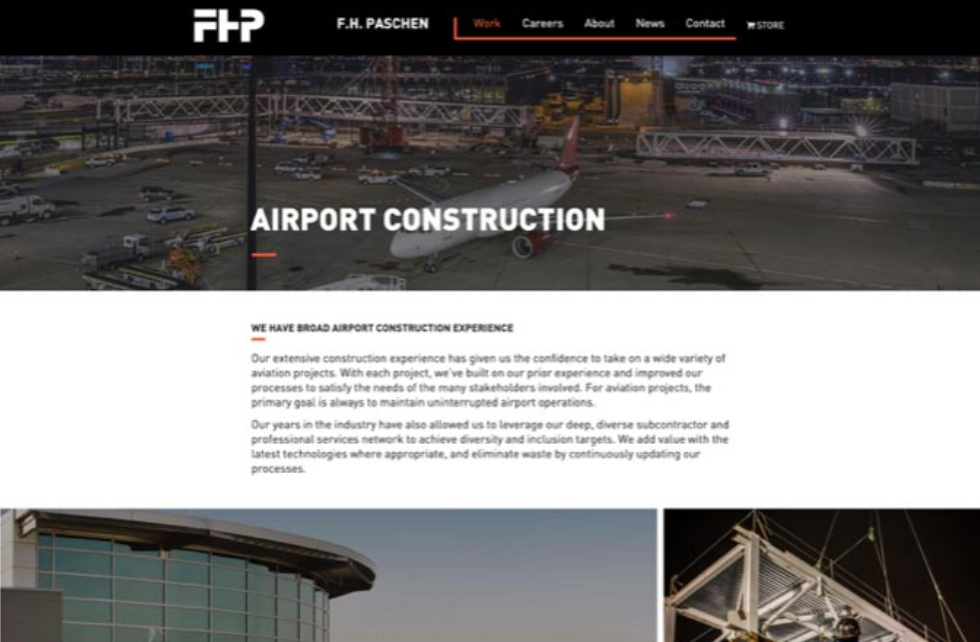 FHP
F.H. PASCHEN
Work Careers About News Contact STORE
AIRPORT CONSTRUCTION
WE HAVE BROAD AIRPORT CONSTRUCTION EXPERIENCE
Our extensive construction experience has given us the confidence to take on a wide variety of
aviation projects. With each project, we've built on our prior experience and improved our
processes to satisfy the needs of the many stakeholders involved. For aviation projects, the
primary goal is always to maintain uninterrupted airport operations.
Our years in the industry have also allowed us to leverage our deep, diverse subcontractor and
professional services network to achieve diversity and inclusion targets. We add value with the
latest technologies where appropriate, and eliminate waste by continuously updating our
processes.